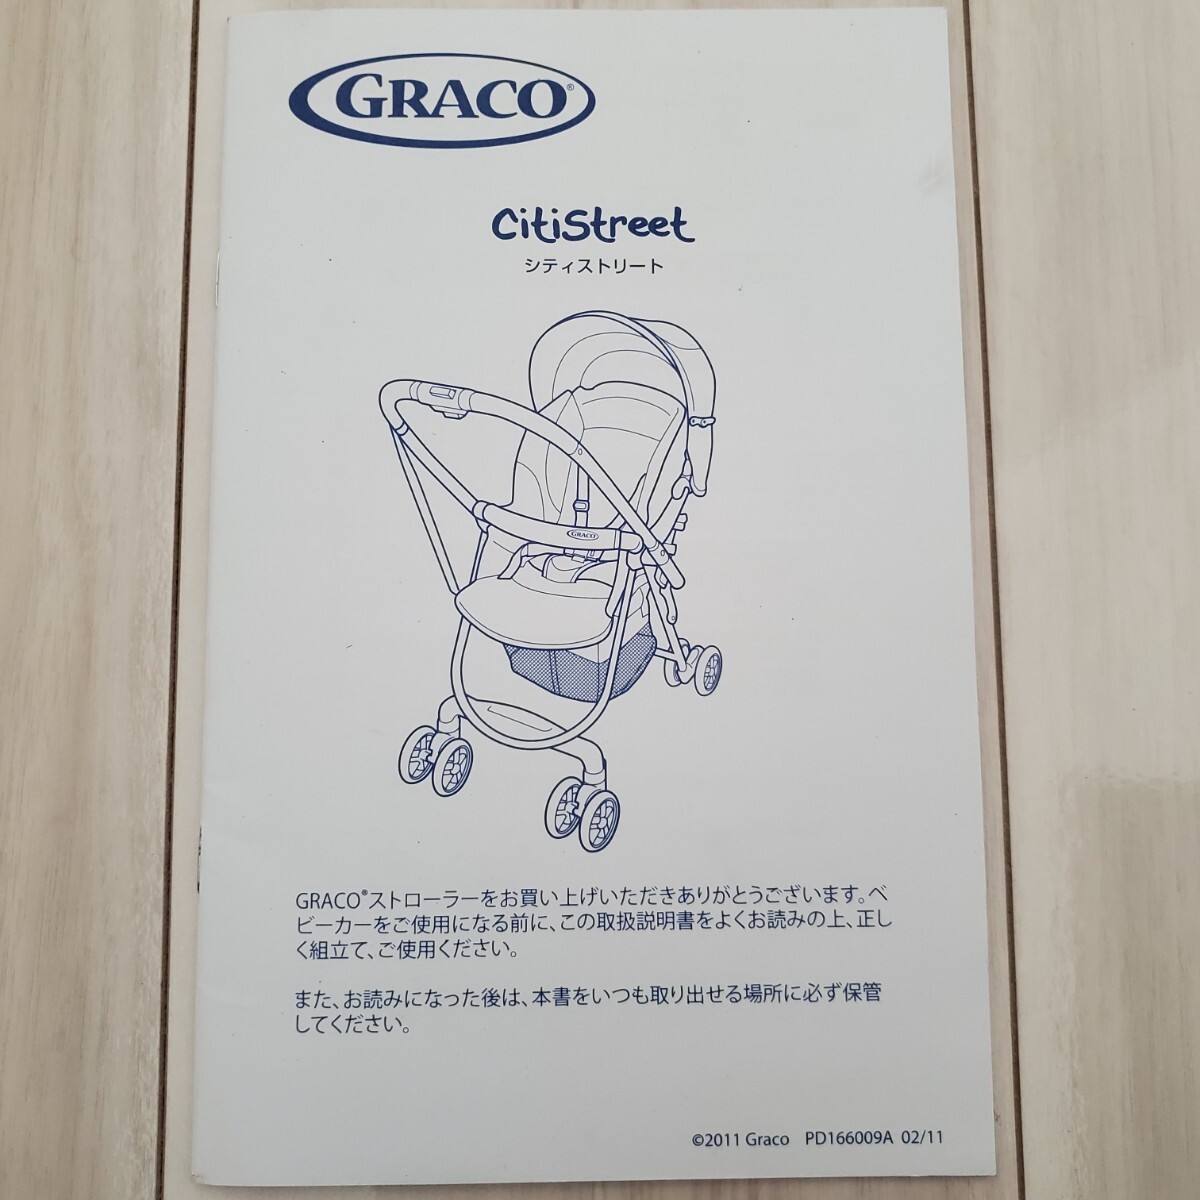 GRACO®
CitiStreet
シティストリート
GRACO
GRACO®ストローラーをお買い上げいただきありがとうございます。ベ
ビーカーをご使用になる前に、この取扱説明書をよくお読みの上、正し
く組立て、ご使用ください。
また、お読みになった後は、本書をいつも取り出せる場所に必ず保管
してください。
©2011 Graco PD166009A 02/11